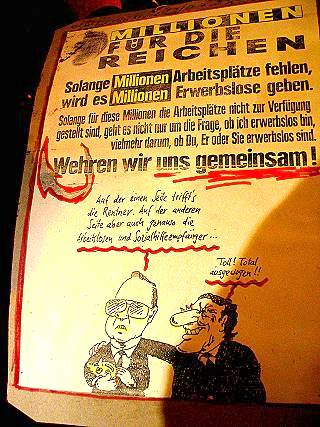 MILLIONEN
FÜR DIE
REICHEN
Solange Millionen Arbeitsplätze fehlen,
wird es Millionen Erwerbslose geben.
Solange für diese Millionen die Arbeitsplätze nicht zur Verfügung
gestellt sind, geht es nicht nur um die Frage, ob ich erwerbslos bin,
vielmehr darum, ob Du, Er oder Sie erwerbslos sind.
Wehren wir uns gemeinsam!
Auf der einen Seite trifft's
die Rentner. Auf der anderen
Seite aber auch genauso die
Arbeitslosen und Sozialhilfeempfänger...
Toll! Total
ausgewogen!!